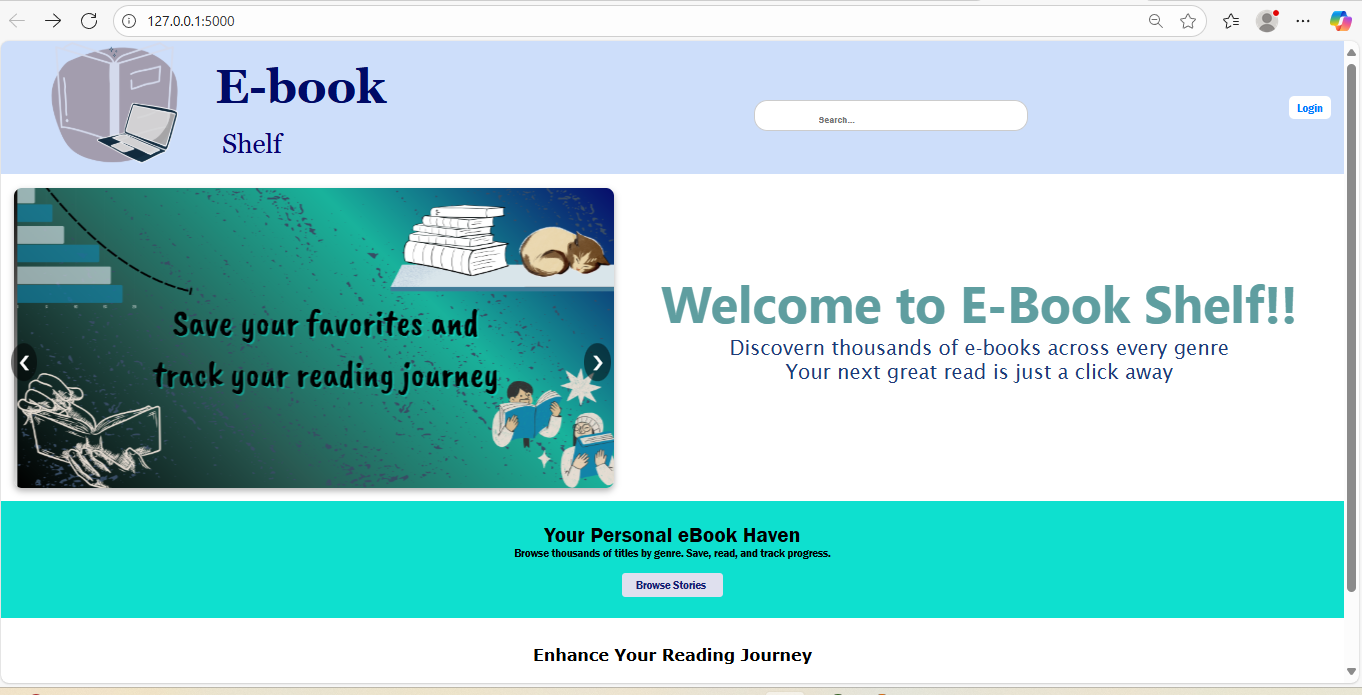 127.0.0.1:5000
E-book
Shelf
Search...
Login
Save your favorites and
track your reading journey
Welcome to E-Book Shelf!!
Discovern thousands of e-books across every genre
Your next great read is just a click away
Your Personal eBook Haven
Browse thousands of titles by genre. Save, read, and track progress.
Browse Stories
Enhance Your Reading Journey